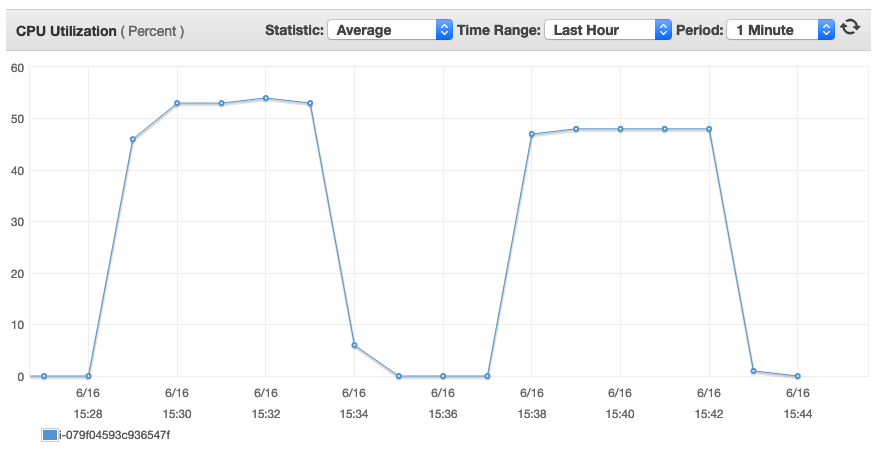 CPU Utilization ( Percent ) Statistic: Average Time Range: Last Hour Period: 1 Minute
60
50
40
30
20
10
0
6/16 6/16 6/16 6/16 6/16 6/16 6/16 6/16 6/16
15:28 15:30 15:32 15:34 15:36 15:38 15:40 15:42 15:44
i-079f04593c936547f